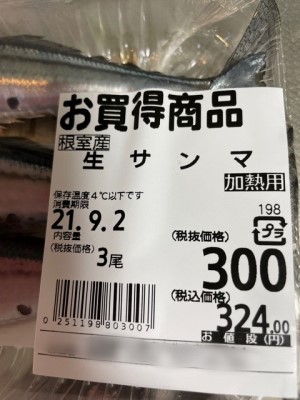 お買得商品
根室産
生サンマ
加熱用
保存温度4℃以下です
消費期限
21.9.2
198
プラ
内容量
(税抜価格)
3尾
(税抜価格)
300
(税込価格)
324.00
お値段(円)
0251198803007